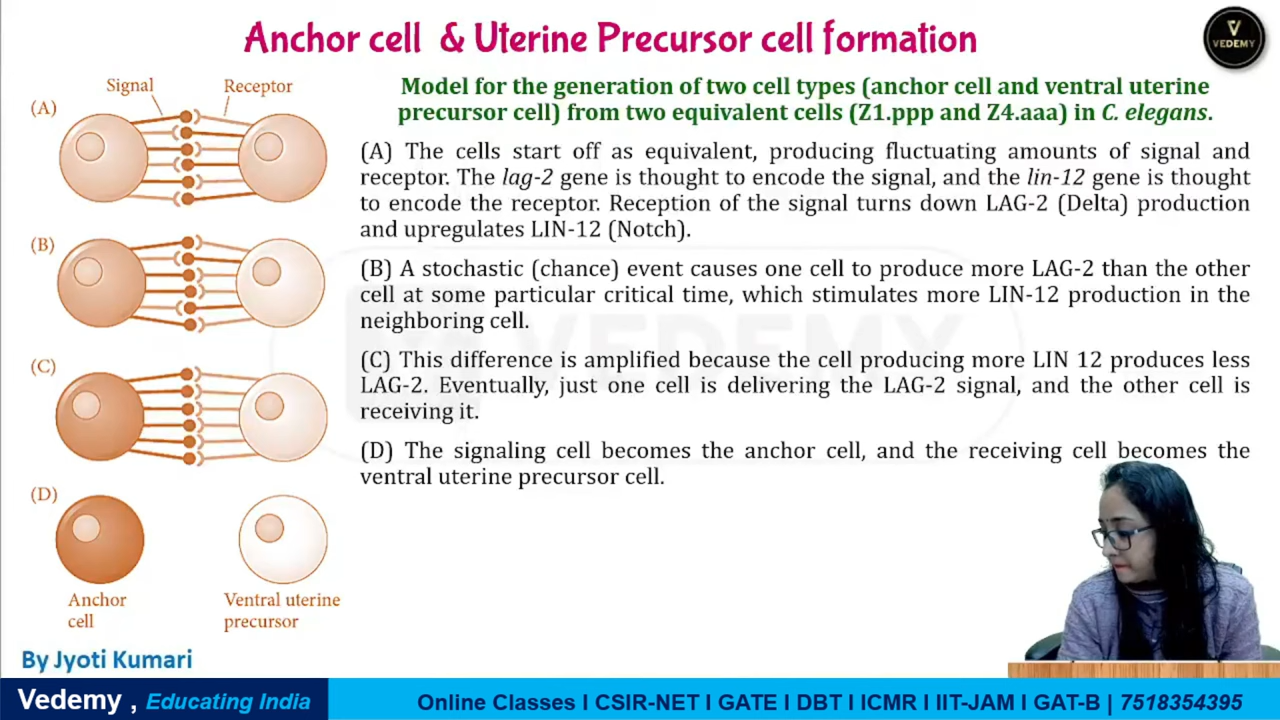 Anchor cell & Uterine Precursor cell formation
VEDEMY
Model for the generation of two cell types (anchor cell and ventral uterine
precursor cell) from two equivalent cells (Z1.ppp and Z4.aaa) in C. elegans.
Signal
Receptor
(A)
(B)
(C)
(D)
Anchor
cell
Ventral uterine
precursor
(A) The cells start off as equivalent, producing fluctuating amounts of signal and
receptor. The lag-2 gene is thought to encode the signal, and the lin-12 gene is thought
to encode the receptor. Reception of the signal turns down LAG-2 (Delta) production
and upregulates LIN-12 (Notch).
(B) A stochastic (chance) event causes one cell to produce more LAG-2 than the other
cell at some particular critical time, which stimulates more LIN-12 production in the
neighboring cell.
(C) This difference is amplified because the cell producing more LIN 12 produces less
LAG-2. Eventually, just one cell is delivering the LAG-2 signal, and the other cell is
receiving it.
(D) The signaling cell becomes the anchor cell, and the receiving cell becomes the
ventral uterine precursor cell.
VEDEMY
By Jyoti Kumari
Vedemy , Educating India
Online Classes I CSIR-NET I GATE I DBT I ICMR I IIT-JAM I GAT-B | 7518354395